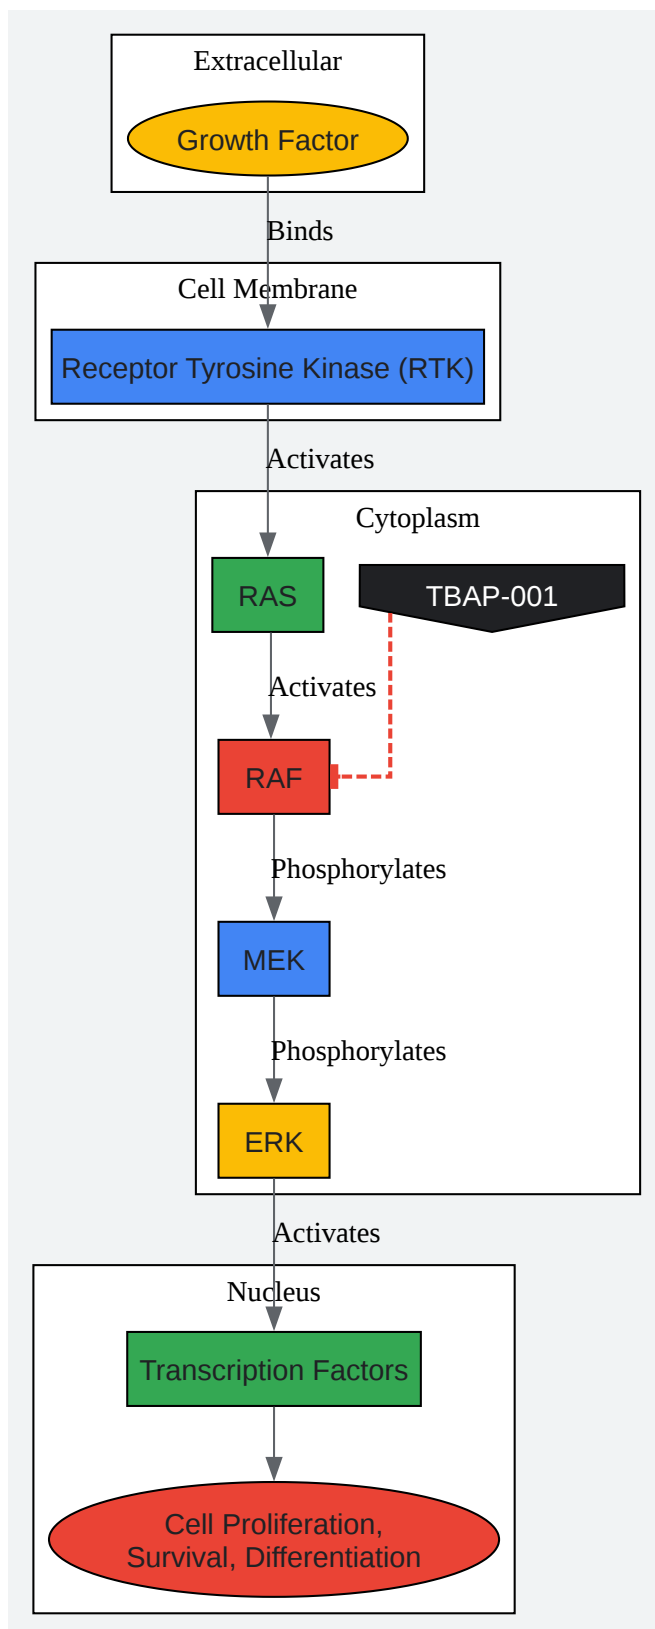 Extracellular
Growth Factor
Binds
Cell Membrane
Receptor Tyrosine Kinase (RTK)
Activates
Cytoplasm
RAS
TBAP-001
Activates
RAF
Phosphorylates
MEK
Phosphorylates
ERK
Activates
Nucleus
Transcription Factors
Cell Proliferation,
Survival, Differentiation